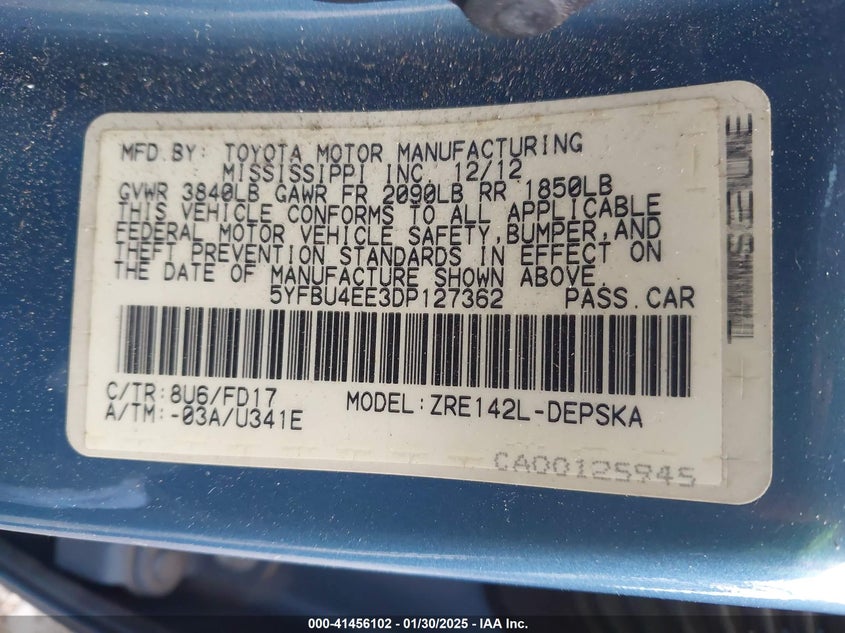 MFD.BY: TOYOTA MOTOR MANUFACTURING
MISSISSIPPI INC. 12/12
GVWR 3840LB GAWR FR 2090LB RR 1850LB
THIS VEHICLE CONFORMS TO ALL APPLICABLE
FEDERAL MOTOR VEHICLE SAFETY,BUMPER,AND
THEFT PREVENTION STANDARDS IN EFFECT ON
THE DATE OF MANUFACTURE SHOWN ABOVE.
5YFBU4EE3DP127362 PASS.CAR
C/TR:8U6/FD17
A/TM:-03A/U341E
MODEL:ZRE142L-DEPSKA
CA00125945
000-41456102 - 01/30/2025 - IAA Inc.